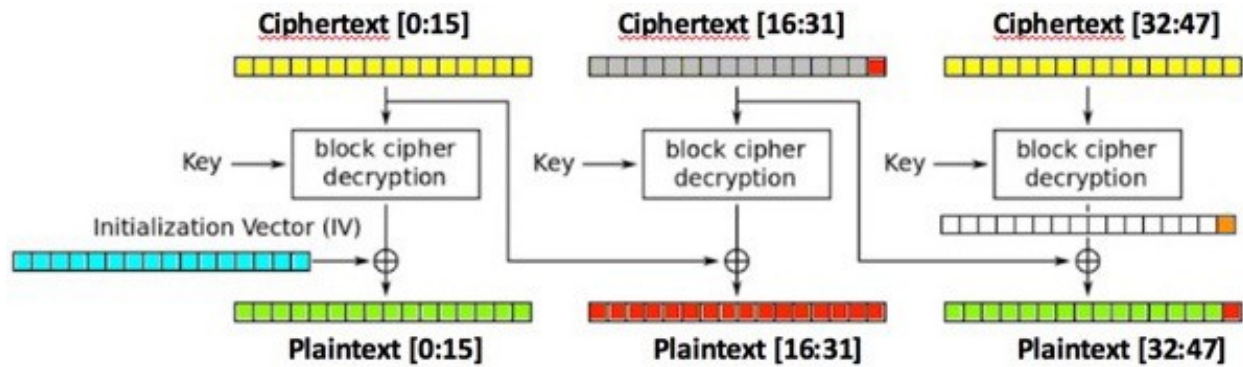 Ciphertext [0:15]
Ciphertext [16:31]
Ciphertext [32:47]
Key
block cipher
decryption
Key
block cipher
decryption
Key
block cipher
decryption
Initialization Vector (IV)
Plaintext [0:15]
Plaintext [16:31]
Plaintext [32:47]